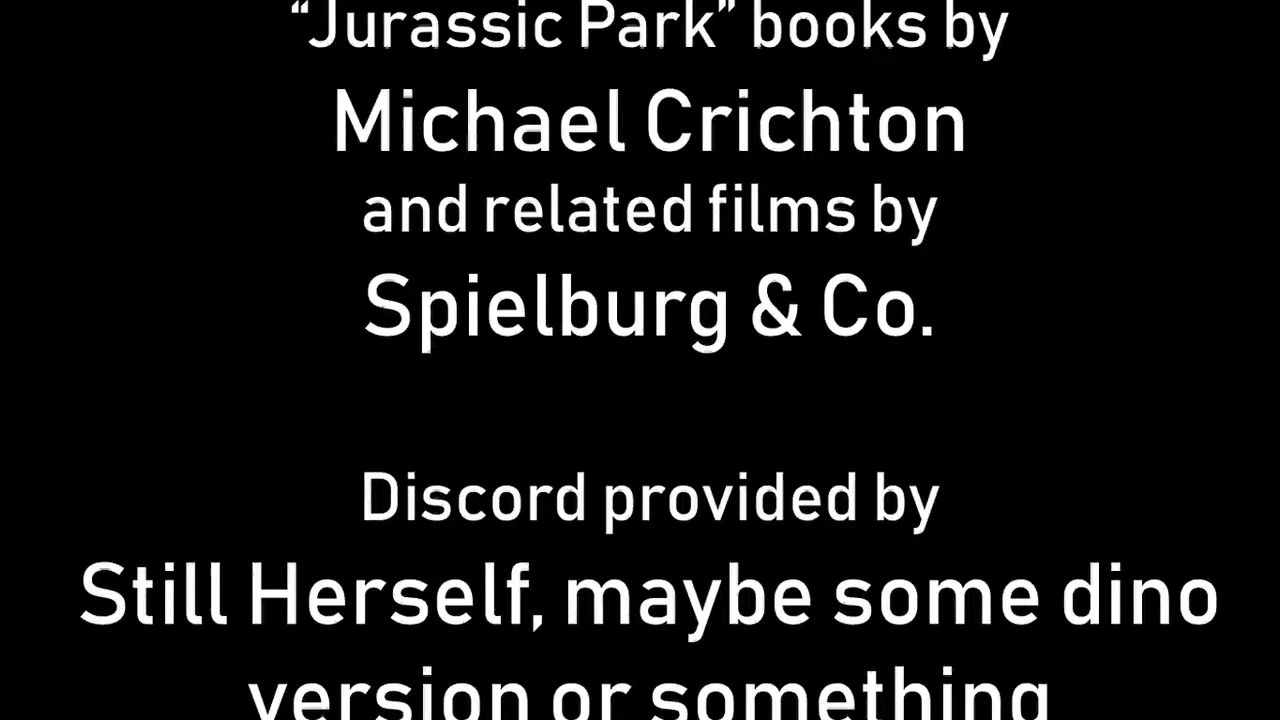 “Jurassic Park” books by
Michael Crichton
and related films by
Spielburg & Co.
Discord provided by
Still Herself, maybe some dino
version or something